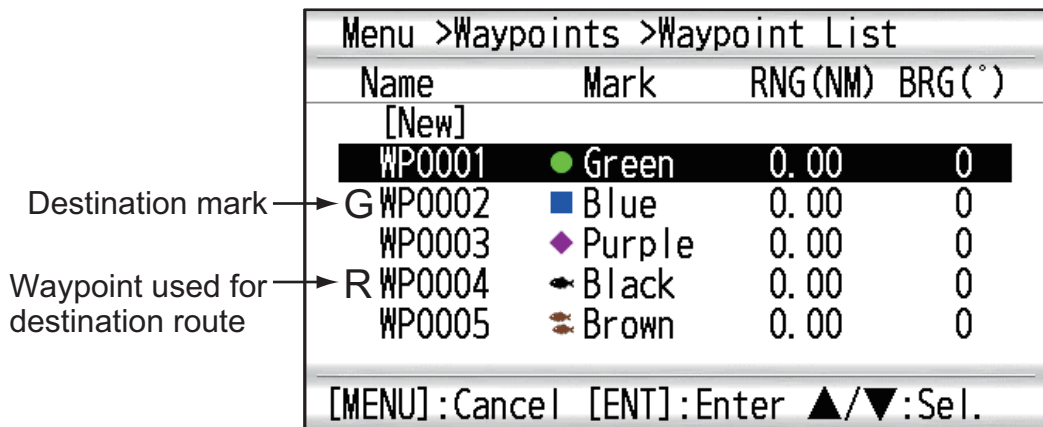 Menu >Waypoints >Waypoint List
Name Mark RNG(NM) BRG(°)
[New]
WP0001 Green 0.00 0
Destination mark G WP0002 Blue 0.00 0
WP0003 Purple 0.00 0
Waypoint used for destination route R WP0004 Black 0.00 0
WP0005 Brown 0.00 0
[MENU]:Cancel [ENT]:Enter ▲/▼:Sel.